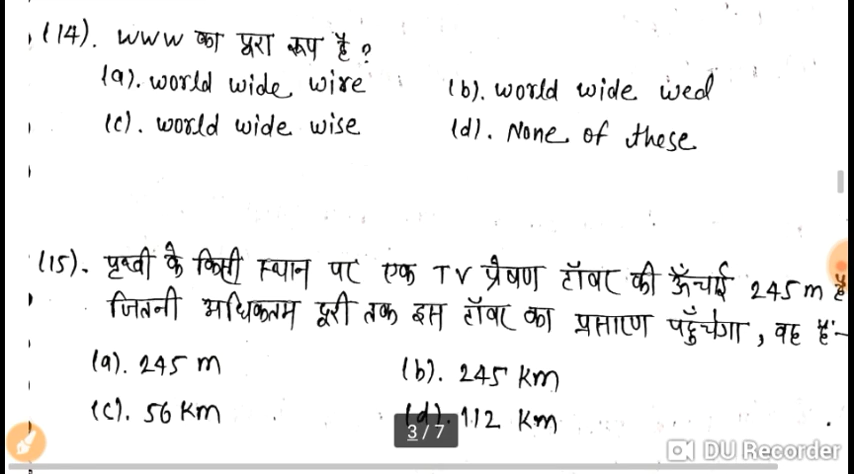 (14). www का पूरा रूप है?
(a). world wide wire (b). world wide wed
(c). world wide wise (d). None of these
(15). पृथ्वी के किसी स्थान पर एक TV प्रेषण टॉवर की ऊँचाई 245 m है
जितनी अधिकतम दूरी तक इस टॉवर का प्रसारण पहुँचेगा, वह हैं:-
(a). 245 m (b). 245 Km
(c). 56 Km (d). 112 Km
3 / 7
DU Recorder